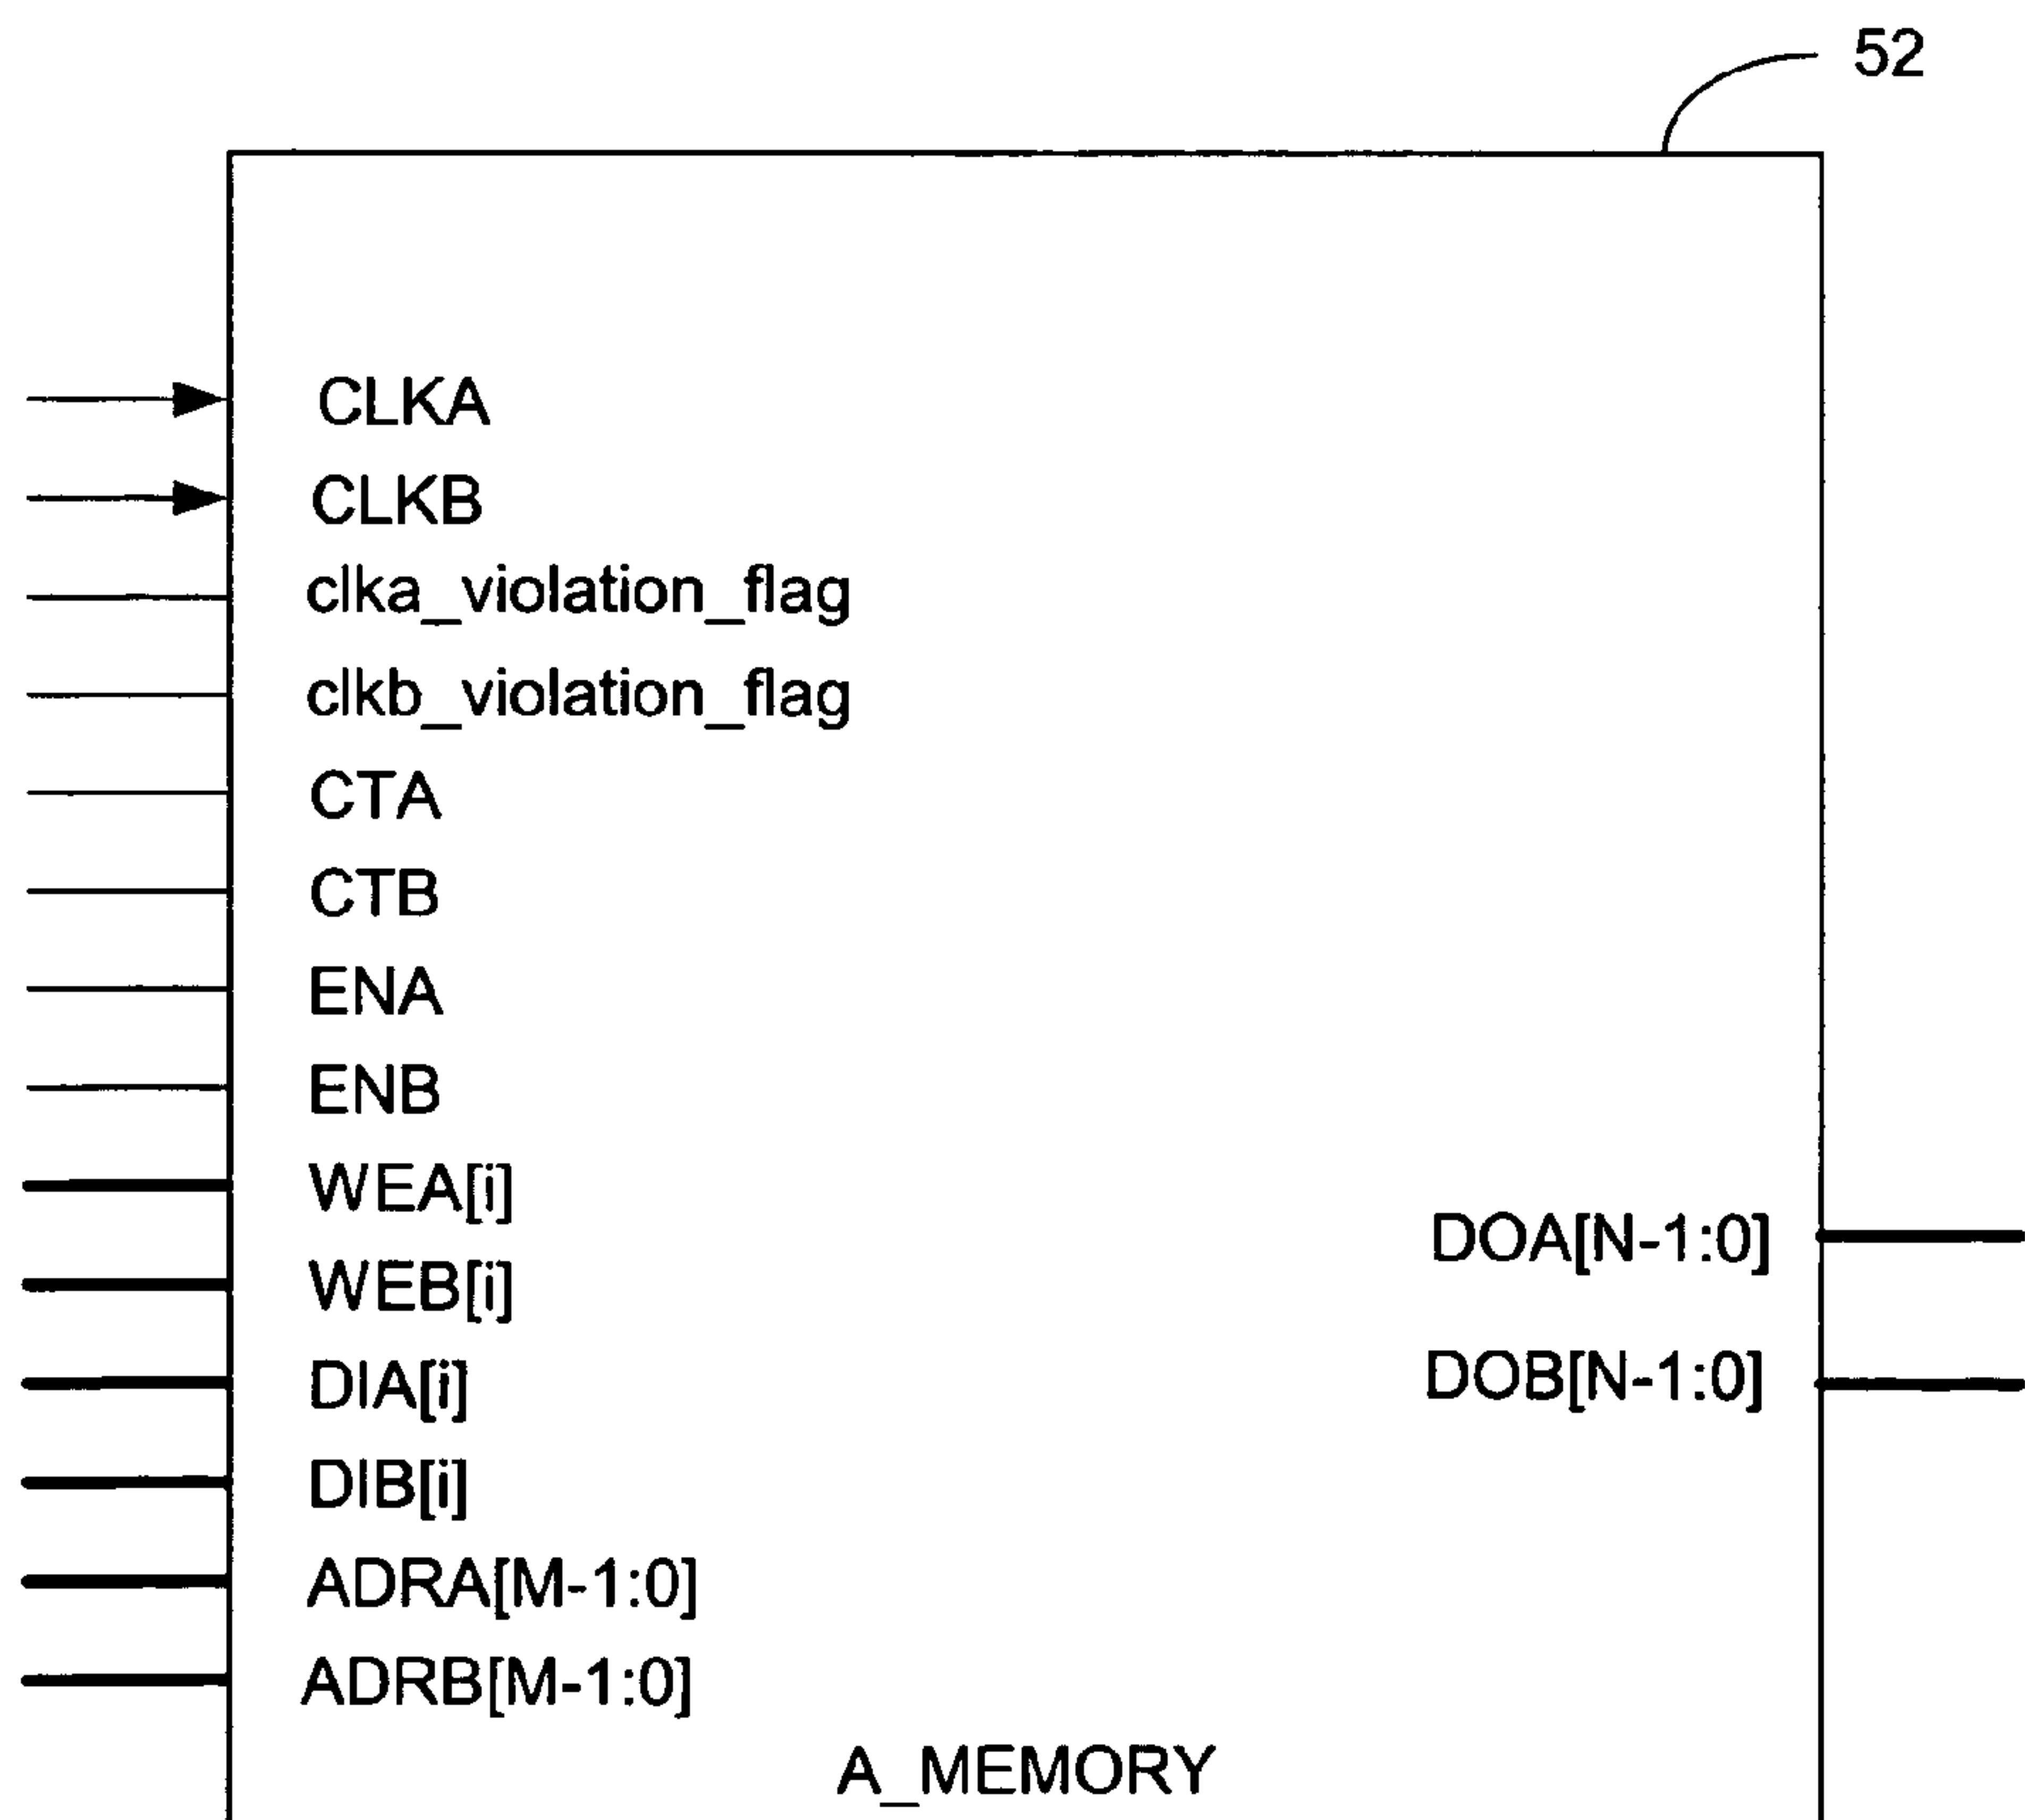 52
CLKA
CLKB
clka_violation_flag
clkb_violation_flag
CTA
CTB
ENA
ENB
WEA[i]
WEB[i]
DIA[i]
DIB[i]
ADRA[M-1:0]
ADRB[M-1:0]
DOA[N-1:0]
DOB[N-1:0]
A_MEMORY